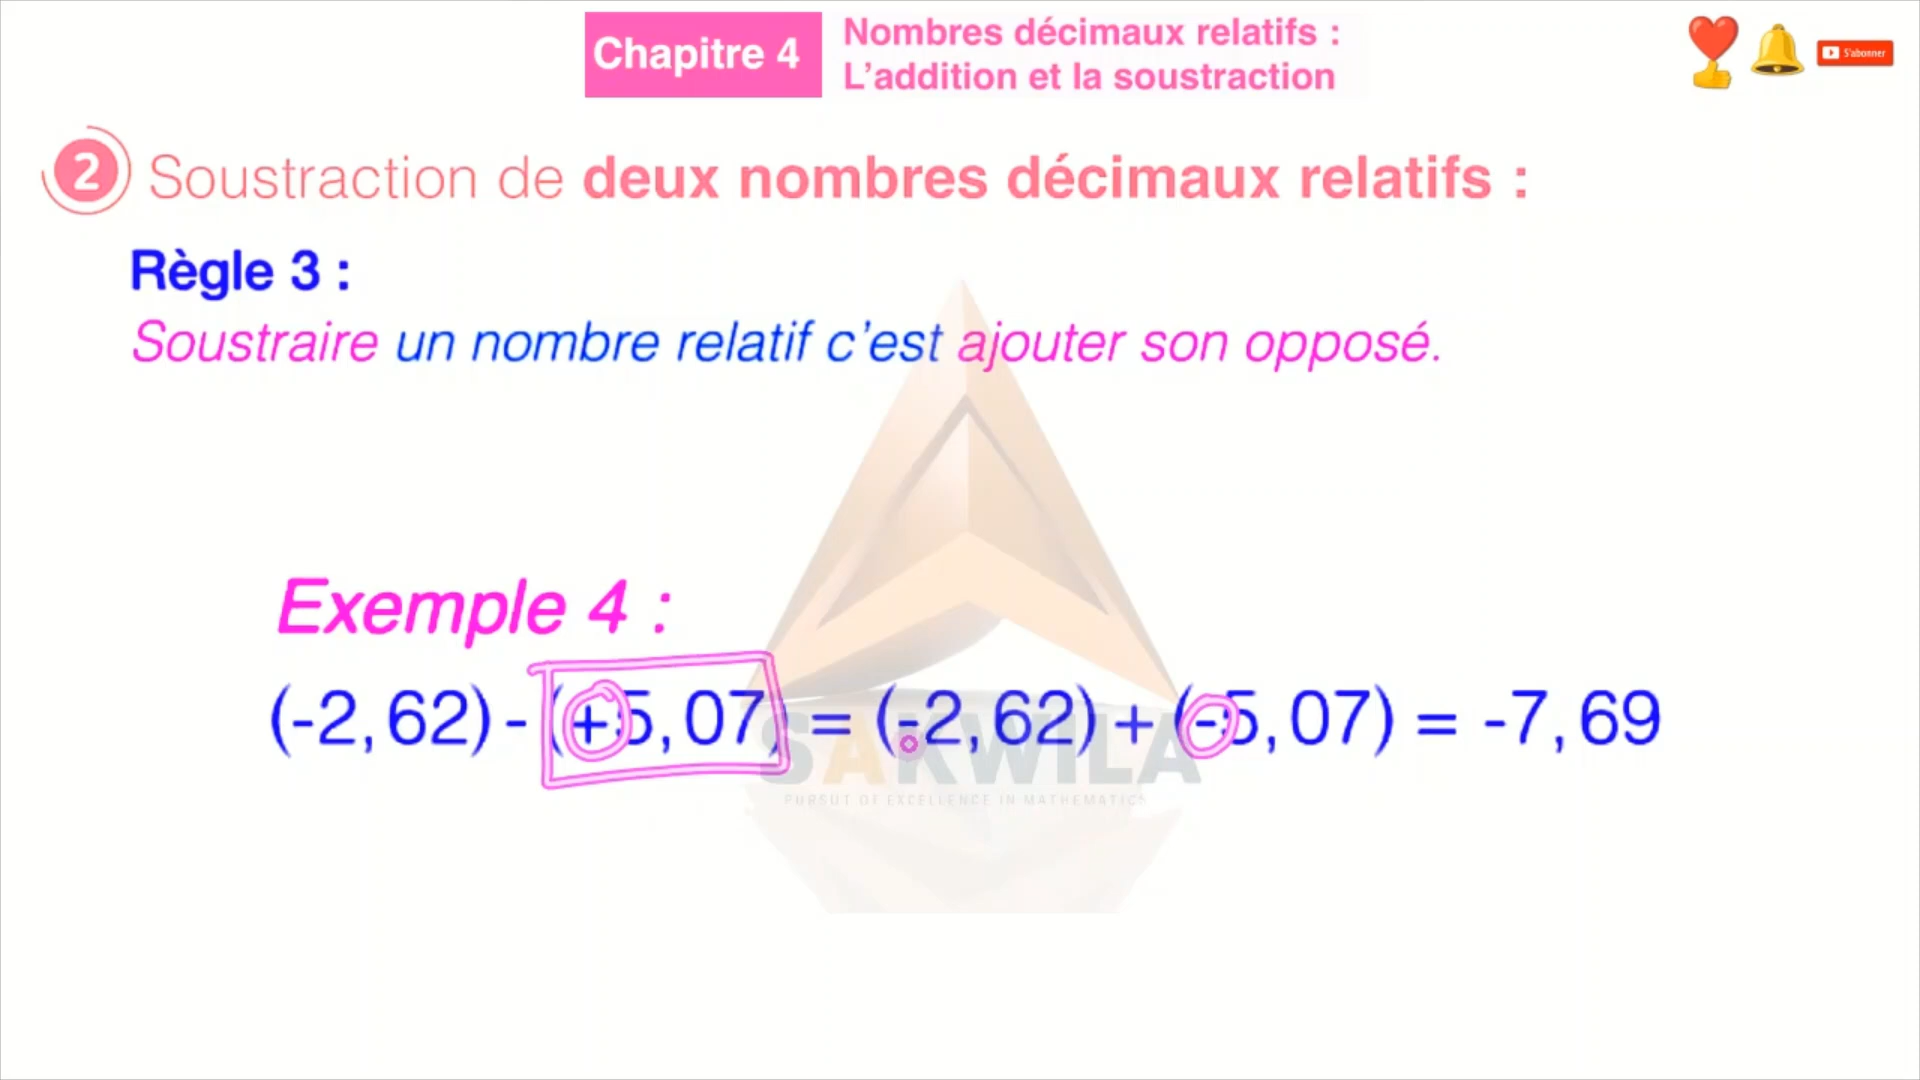 Chapitre 4
Nombres décimaux relatifs :
L'addition et la soustraction
S'abonner
2 Soustraction de deux nombres décimaux relatifs :
Règle 3 :
Soustraire un nombre relatif c'est ajouter son opposé.
Exemple 4 :
(-2,62) - (+5,07) = (-2,62) + (-5,07) = -7,69
SAKWILA
PURSUT OF EXCELLENCE IN MATHEMATICS